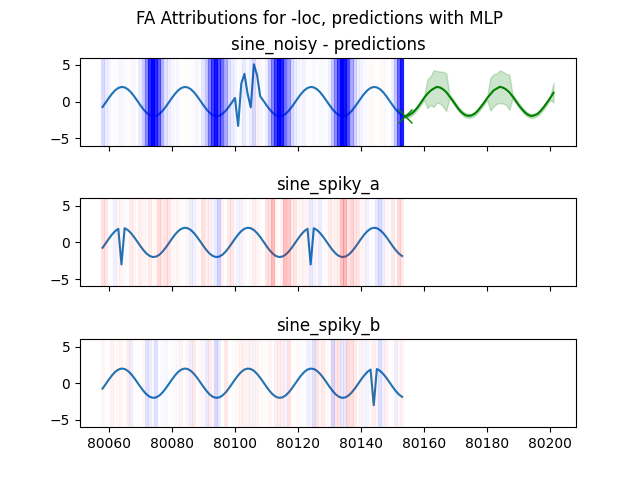 FA Attributions for -loc, predictions with MLP
sine_noisy - predictions
5
0
−5
sine_spiky_a
5
0
−5
sine_spiky_b
5
0
−5
80060 80080 80100 80120 80140 80160 80180 80200